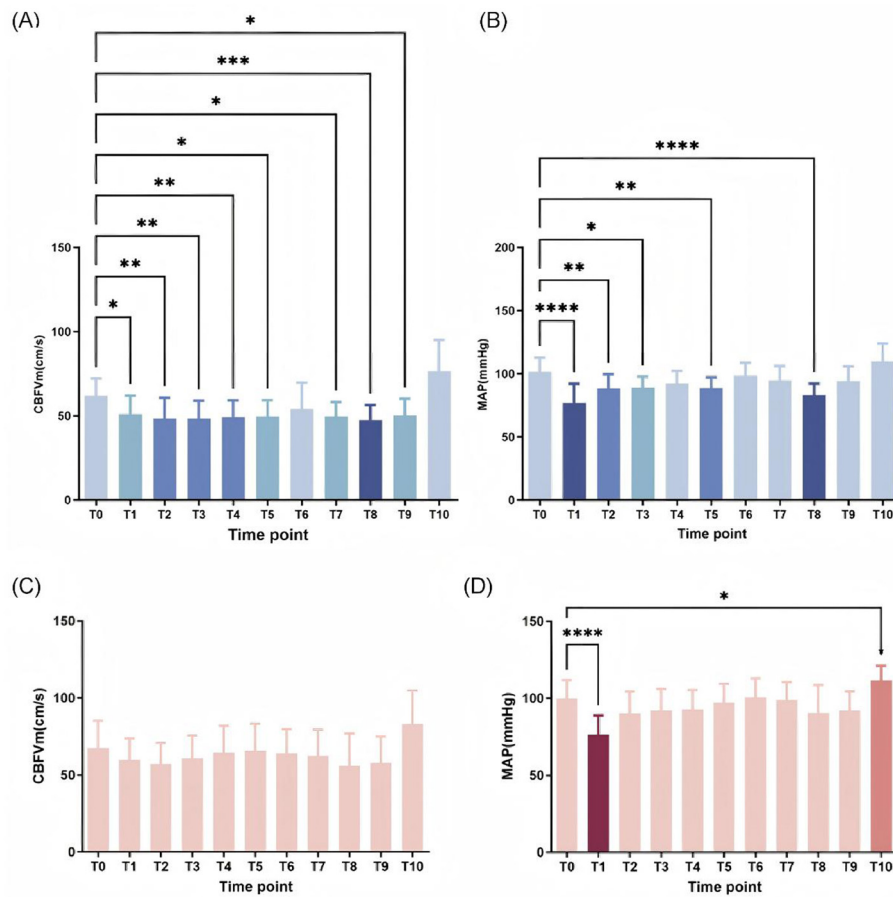 (A)
*
***
*
*
**
**
**
*
150
100
50
0
CBFVm(cm/s)
T0 T1 T2 T3 T4 T5 T6 T7 T8 T9 T10
Time point
(B)
****
**
*
**
****
200
150
100
50
0
MAP(mmHg)
T0 T1 T2 T3 T4 T5 T6 T7 T8 T9 T10
Time point
(C)
150
100
50
0
CBFVm(cm/s)
T0 T1 T2 T3 T4 T5 T6 T7 T8 T9 T10
Time point
(D)
*
****
150
100
50
0
MAP(mmHg)
T0 T1 T2 T3 T4 T5 T6 T7 T8 T9 T10
Time point